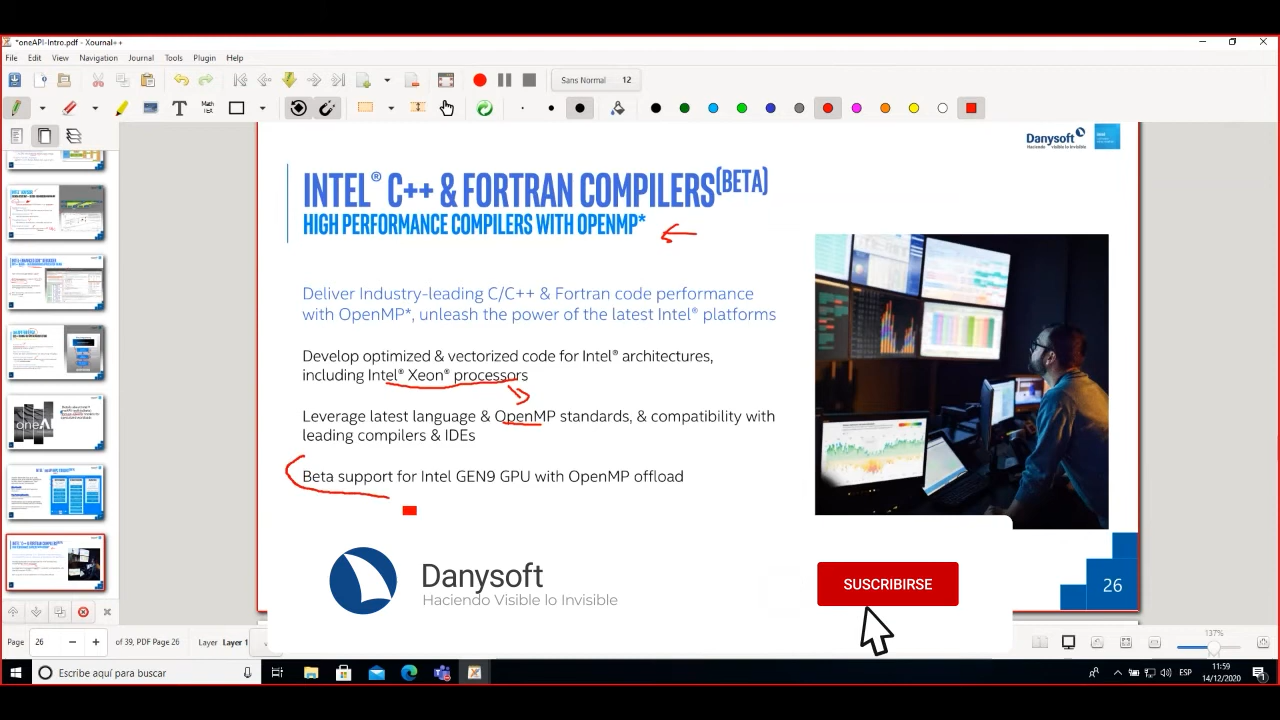 *oneAPI-Intro.pdf - Xournal++
File Edit View Navigation Journal Tools Plugin Help
Sans Normal 12
Danysoft
Haciendo visible lo Invisible
INTEL® C++ & FORTRAN COMPILERS(BETA)
HIGH PERFORMANCE COMPILERS WITH OPENMP*
Deliver Industry-leading C/C++ & Fortran code performance
with OpenMP*, unleash the power of the latest Intel® platforms
Develop optimized & vectorized code for Intel® architectures,
including Intel® Xeon® processors
Leverage latest language & OpenMP standards, & compatibility with
leading compilers & IDEs
Beta support for Intel GEN9 GPU with OpenMP offload
Danysoft
Haciendo Visible lo Invisible
SUSCRIBIRSE
26
Page 26 of 39, PDF Page 26 Layer Layer 1
137%
Escribe aquí para buscar
ESP
11:59
14/12/2020